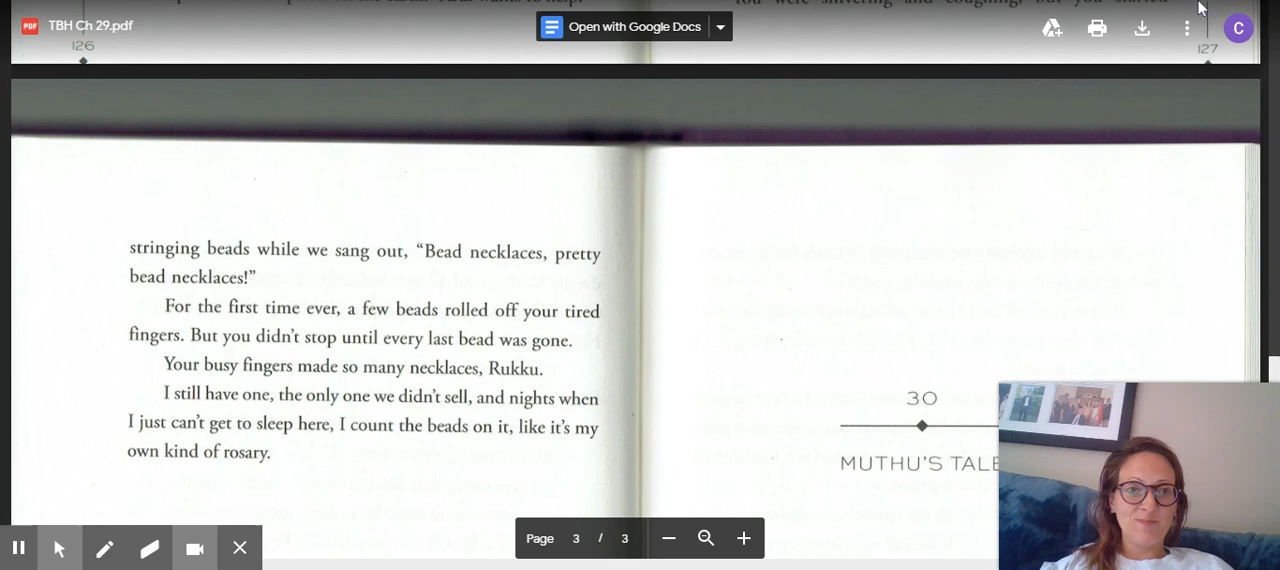 TBH Ch 29.pdf
Open with Google Docs
C
126
127
stringing beads while we sang out, “Bead necklaces, pretty
bead necklaces!”
For the first time ever, a few beads rolled off your tired
fingers. But you didn’t stop until every last bead was gone.
Your busy fingers made so many necklaces, Rukku.
I still have one, the only one we didn’t sell, and nights when
I just can’t get to sleep here, I count the beads on it, like it’s my
own kind of rosary.
30
MUTHU’S TALE
Page 3 / 3